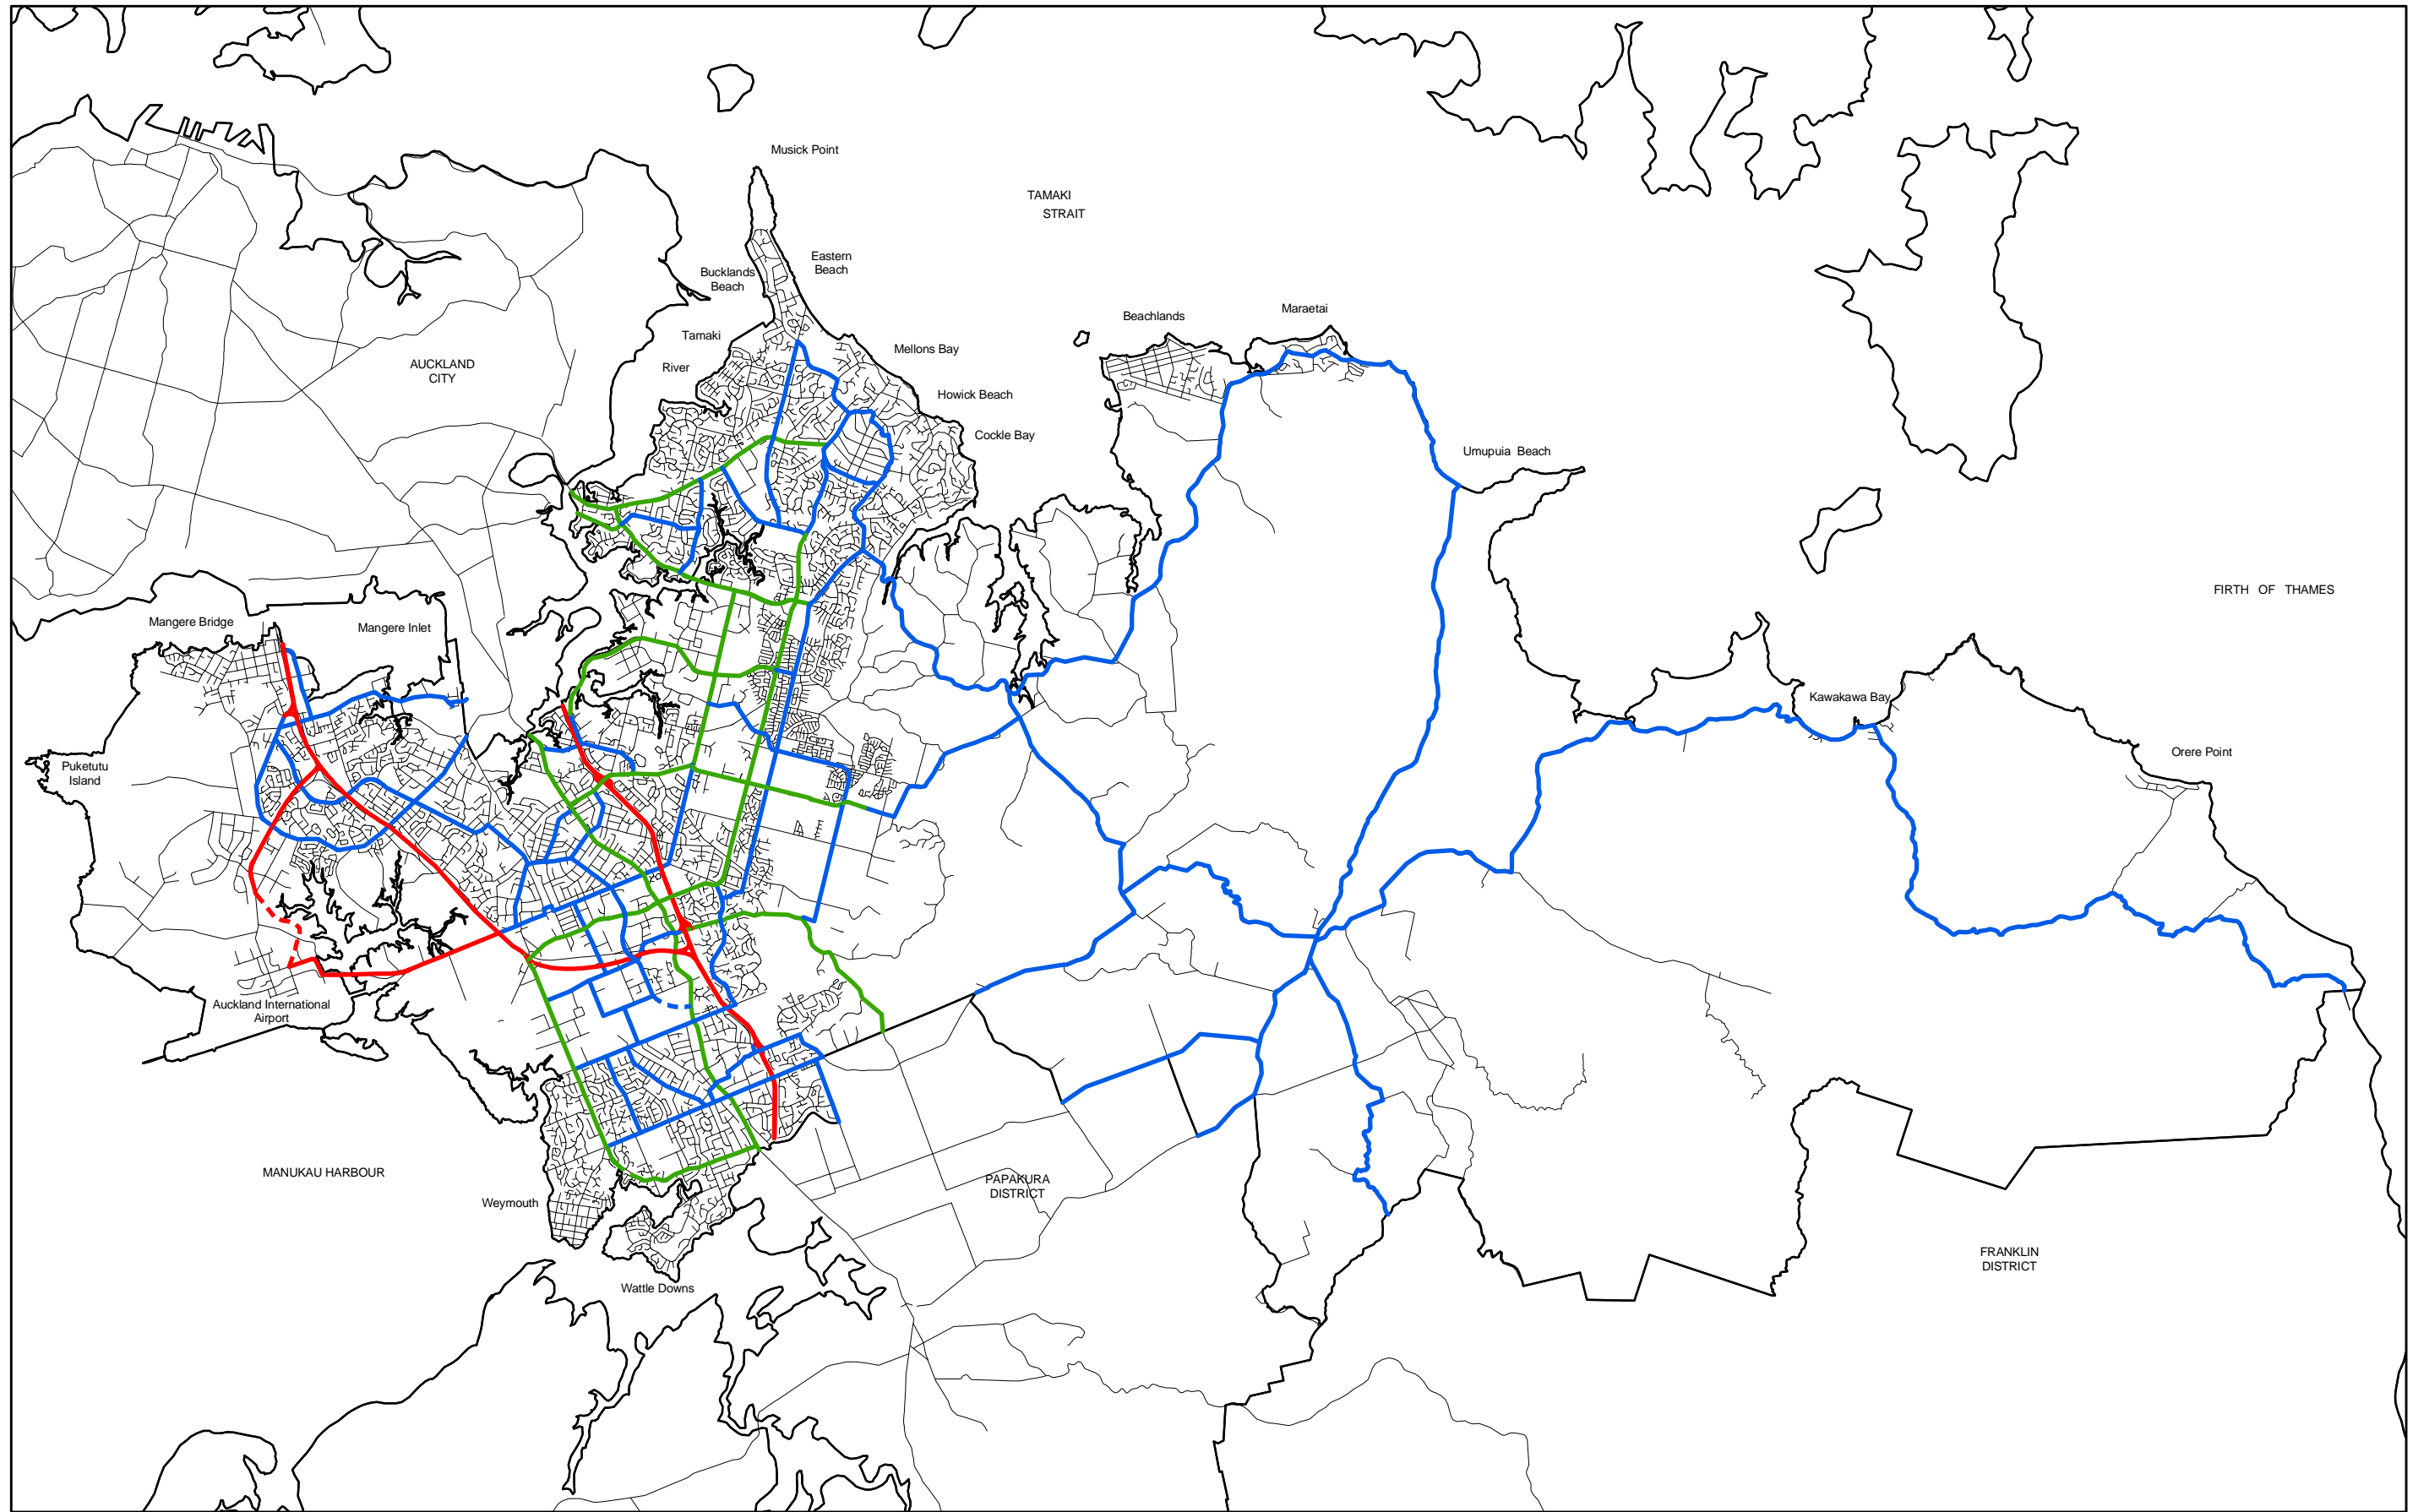 Musick Point
TAMAKI
STRAIT
Eastern
Beach
Bucklands
Beach
Beachlands
Maraetai
Tamaki
River
Mellons Bay
AUCKLAND
CITY
Howick Beach
Cockle Bay
Umupuia Beach
FIRTH OF THAMES
Mangere Bridge
Mangere Inlet
Kawakawa Bay
Orere Point
Puketutu
Island
Auckland International
Airport
MANUKAU HARBOUR
PAPAKURA
DISTRICT
Weymouth
FRANKLIN
DISTRICT
Wattle Downs